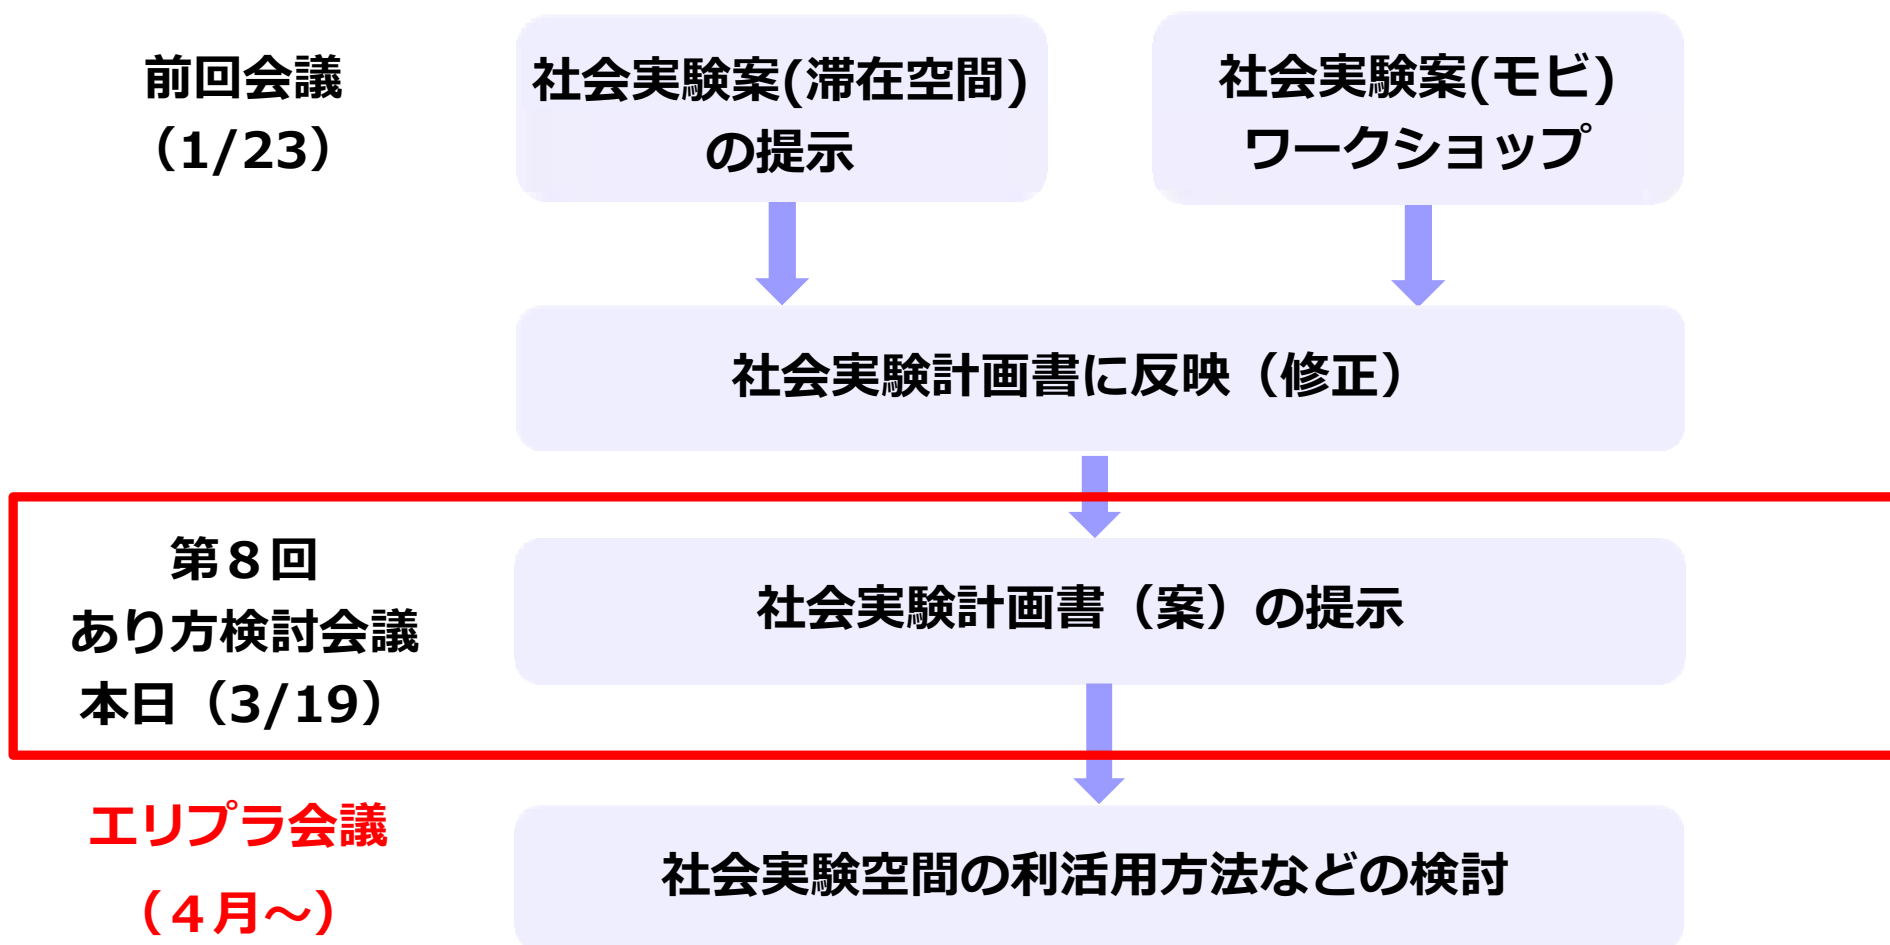 前回会議
（1/23）
社会実験案(滞在空間)
の提示
社会実験案(モビ)
ワークショップ
社会実験計画書に反映（修正）
第８回
あり方検討会議
本日（3/19）
社会実験計画書（案）の提示
エリプラ会議
（４月～）
社会実験空間の利活用方法などの検討